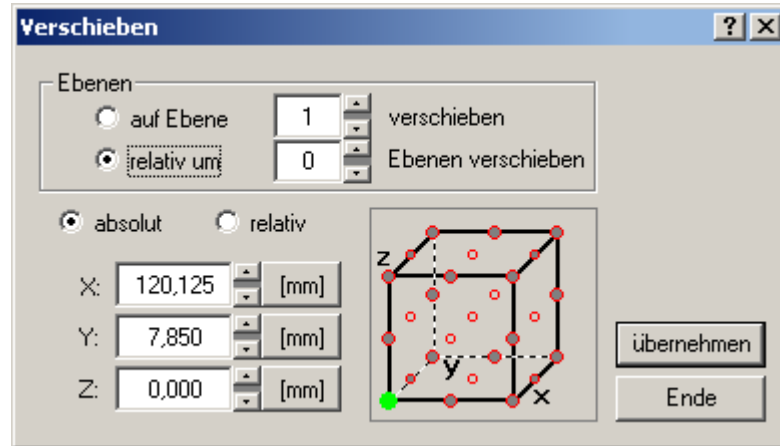 Verschieben
Ebenen
auf Ebene 1 verschieben
relativ um 0 Ebenen verschieben
absolut relativ
X: 120,125 [mm]
Y: 7,850 [mm]
Z: 0,000 [mm]
z
y
x
übernehmen
Ende